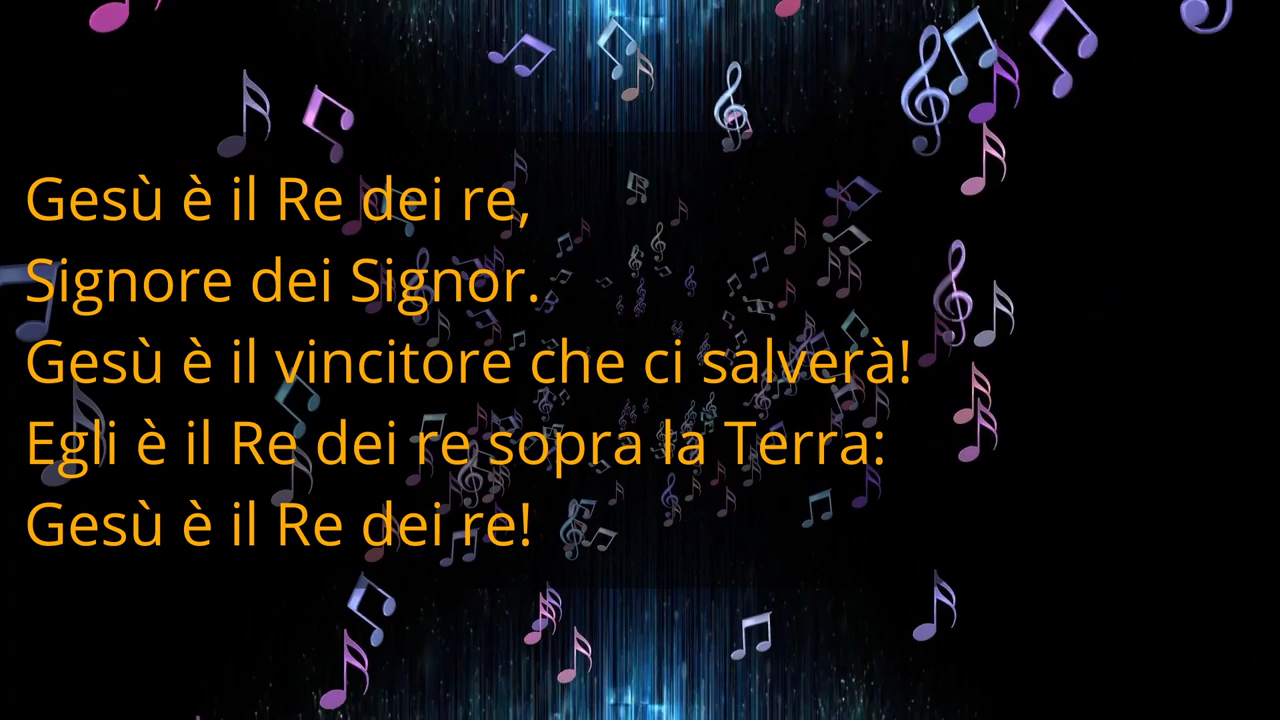 Gesù è il Re dei re,
Signore dei Signor.
Gesù è il vincitore che ci salverà!
Egli è il Re dei re sopra la Terra:
Gesù è il Re dei re!